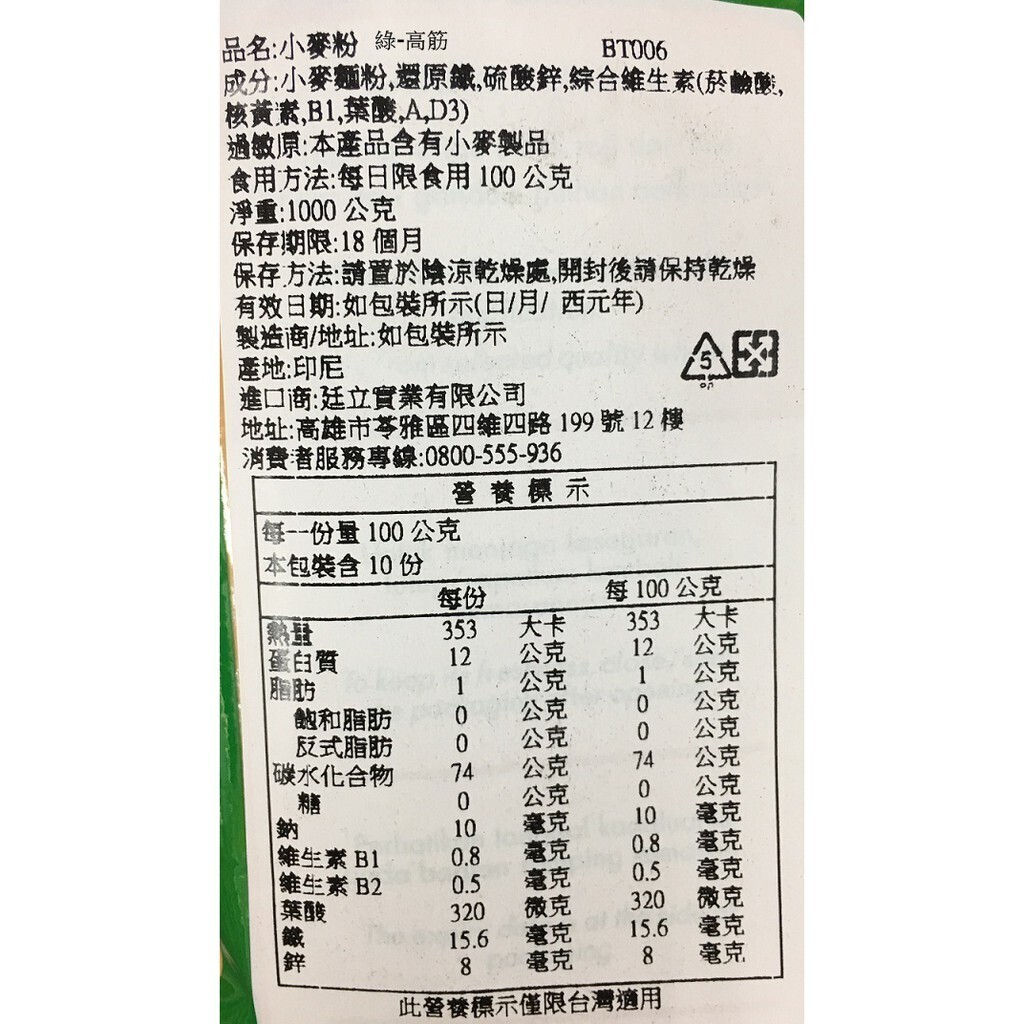 品名:小麥粉 綠-高筋 BT006
成分:小麥麵粉,還原鐵,硫酸鋅,綜合維生素(菸鹼酸,
核黃素,B1,葉酸,A,D3)
過敏原:本產品含有小麥製品
食用方法:每日限食用 100 公克
淨重:1000 公克
保存期限:18 個月
保存方法:請置於陰涼乾燥處,開封後請保持乾燥
有效日期:如包裝所示(日/月/ 西元年)
製造商/地址:如包裝所示
產地:印尼
5
進口商:廷立實業有限公司
地址:高雄市苓雅區四維四路 199 號 12 樓
消費者服務專線:0800-555-936
營 養 標 示
每一份量 100 公克
本包裝含 10 份
每份 每 100 公克
熱量 353 大卡 353 大卡
蛋白質 12 公克 12 公克
脂肪 1 公克 1 公克
飽和脂肪 0 公克 0 公克
反式脂肪 0 公克 0 公克
碳水化合物 74 公克 74 公克
糖 0 公克 0 公克
鈉 10 毫克 10 毫克
維生素 B1 0.8 毫克 0.8 毫克
維生素 B2 0.5 毫克 0.5 毫克
葉酸 320 微克 320 微克
鐵 15.6 毫克 15.6 毫克
鋅 8 毫克 8 毫克
此營養標示僅限台灣適用